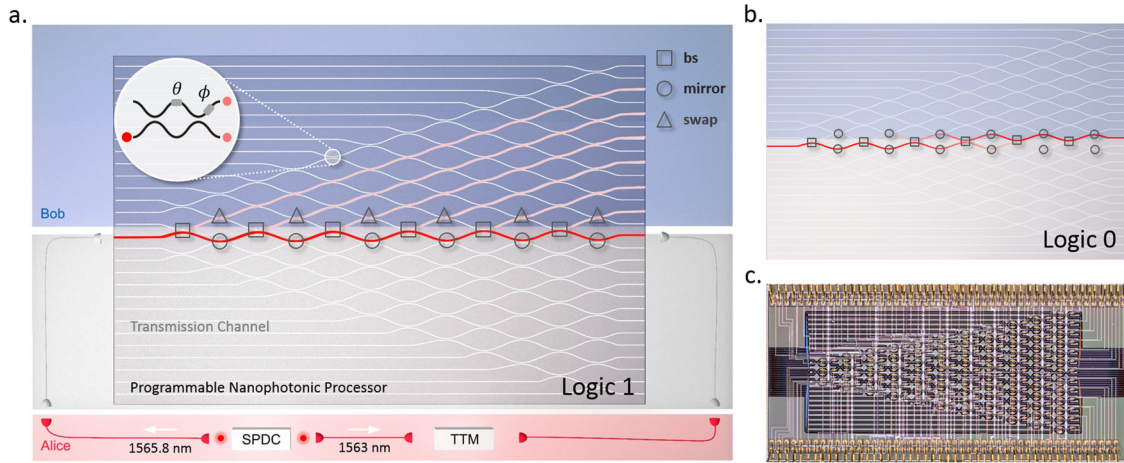 a.
θ
ϕ
bs
mirror
swap
Bob
Transmission Channel
Programmable Nanophotonic Processor
Logic 1
Alice
1565.8 nm
SPDC
1563 nm
TTM
b.
Logic 0
c.